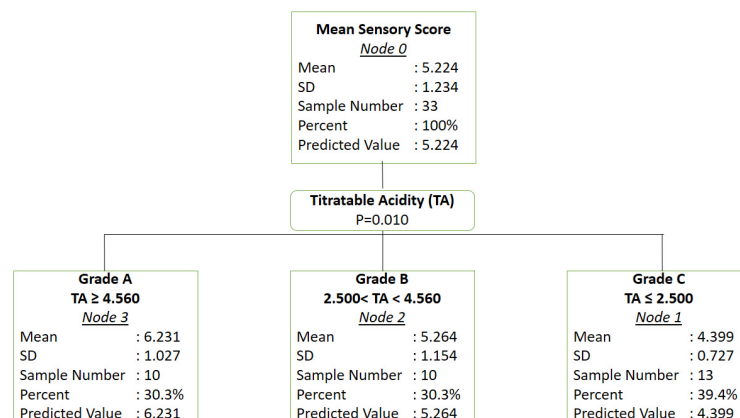 Mean Sensory Score
Node 0
Mean : 5.224
SD : 1.234
Sample Number : 33
Percent : 100%
Predicted Value : 5.224
Titratable Acidity (TA)
P=0.010
Grade A
TA ≥ 4.560
Node 3
Mean : 6.231
SD : 1.027
Sample Number : 10
Percent : 30.3%
Predicted Value : 6.231
Grade B
2.500< TA < 4.560
Node 2
Mean : 5.264
SD : 1.154
Sample Number : 10
Percent : 30.3%
Predicted Value : 5.264
Grade C
TA ≤ 2.500
Node 1
Mean : 4.399
SD : 0.727
Sample Number : 13
Percent : 39.4%
Predicted Value : 4.399